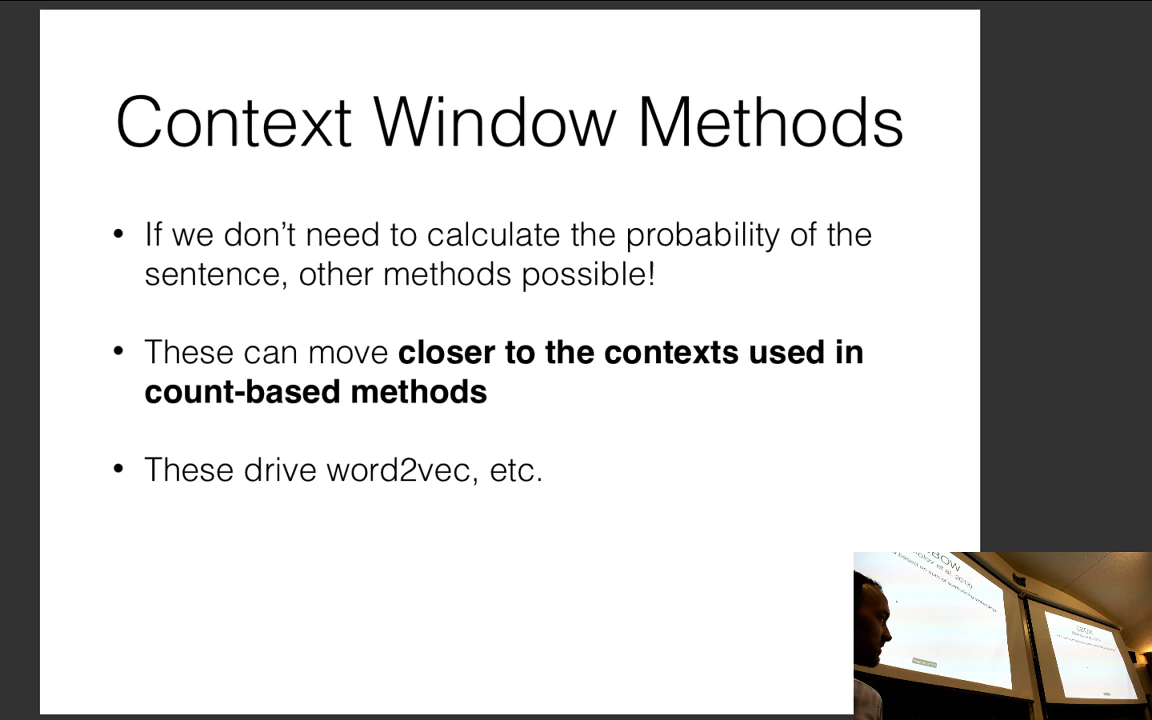 Context Window Methods
• If we don’t need to calculate the probability of the
sentence, other methods possible!
• These can move closer to the contexts used in
count-based methods
• These drive word2vec, etc.
CBOW